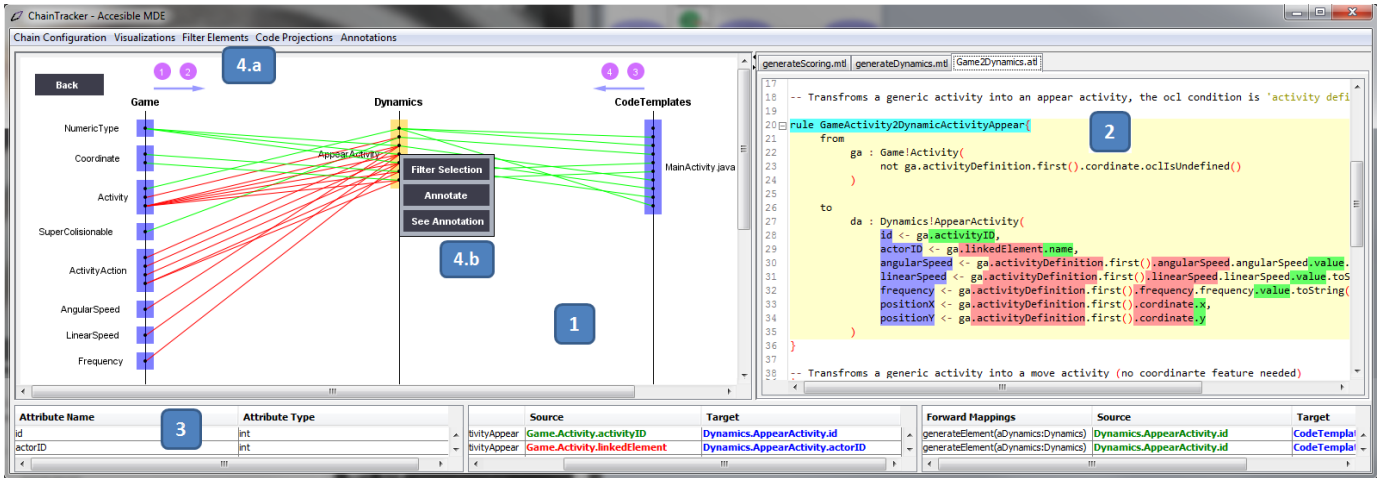 ChainTracker - Accesible MDE
Chain Configuration Visualizations Filter Elements Code Projections Annotations
4.a
Back
1 2
4 3
Game
Dynamics
CodeTemplates
NumericType
Coordinate
Activity
SuperColisionable
ActivityAction
AngularSpeed
LinearSpeed
Frequency
AppearActivity
Filter Selection
Annotate
See Annotation
4.b
MainActivity.java
1
generateScoring.mtl generateDynamics.mtl Game2Dynamics.atl
17
18 -- Transfroms a generic activity into an appear activity, the ocl condition is 'activity defi
19
20 rule GameActivity2DynamicActivityAppear{
2
21 from
22 ga : Game!Activity(
23 not ga.activityDefinition.first().cordinate.oclIsUndefined()
24 )
25
26 to
27 da : Dynamics!AppearActivity(
28 id <- ga.activityID,
29 actorID <- ga.linkedElement.name,
30 angularSpeed <- ga.activityDefinition.first().angularSpeed.angularSpeed.value.
31 linearSpeed <- ga.activityDefinition.first().linearSpeed.linearSpeed.value.toS
32 frequency <- ga.activityDefinition.first().frequency.frequency.value.toString(
33 positionX <- ga.activityDefinition.first().cordinate.x,
34 positionY <- ga.activityDefinition.first().cordinate.y
35 )
36 }
37
38 -- Transfroms a generic activity into a move activity (no coordinarte feature needed)
Attribute Name Attribute Type
3
id int
actorID int
Source Target
tivityAppear Game.Activity.activityID Dynamics.AppearActivity.id
tivityAppear Game.Activity.linkedElement Dynamics.AppearActivity.actorID
Forward Mappings Source Target
generateElement(aDynamics:Dynamics) Dynamics.AppearActivity.id CodeTemplat
generateElement(aDynamics:Dynamics) Dynamics.AppearActivity.id CodeTemplat